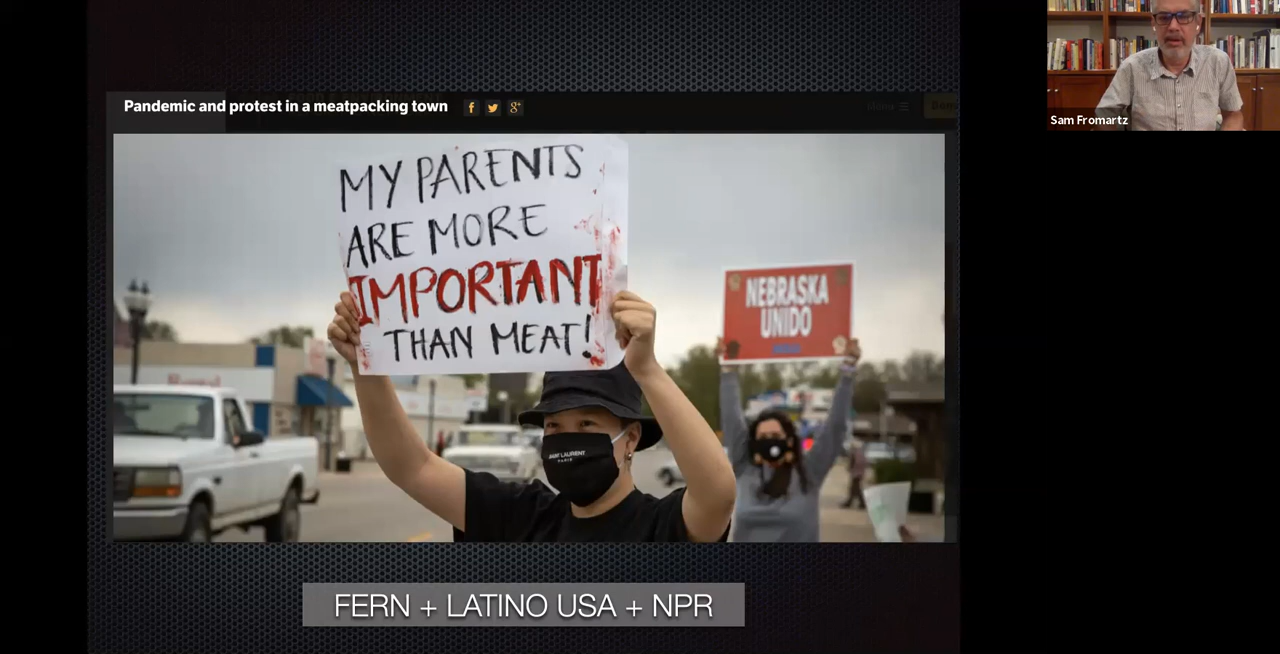 Pandemic and protest in a meatpacking town
MY PARENTS
ARE MORE
IMPORTANT
THAN MEAT!
NEBRASKA
UNIDO
SAINT LAURENT
PARIS
FERN + LATINO USA + NPR
Sam Fromartz